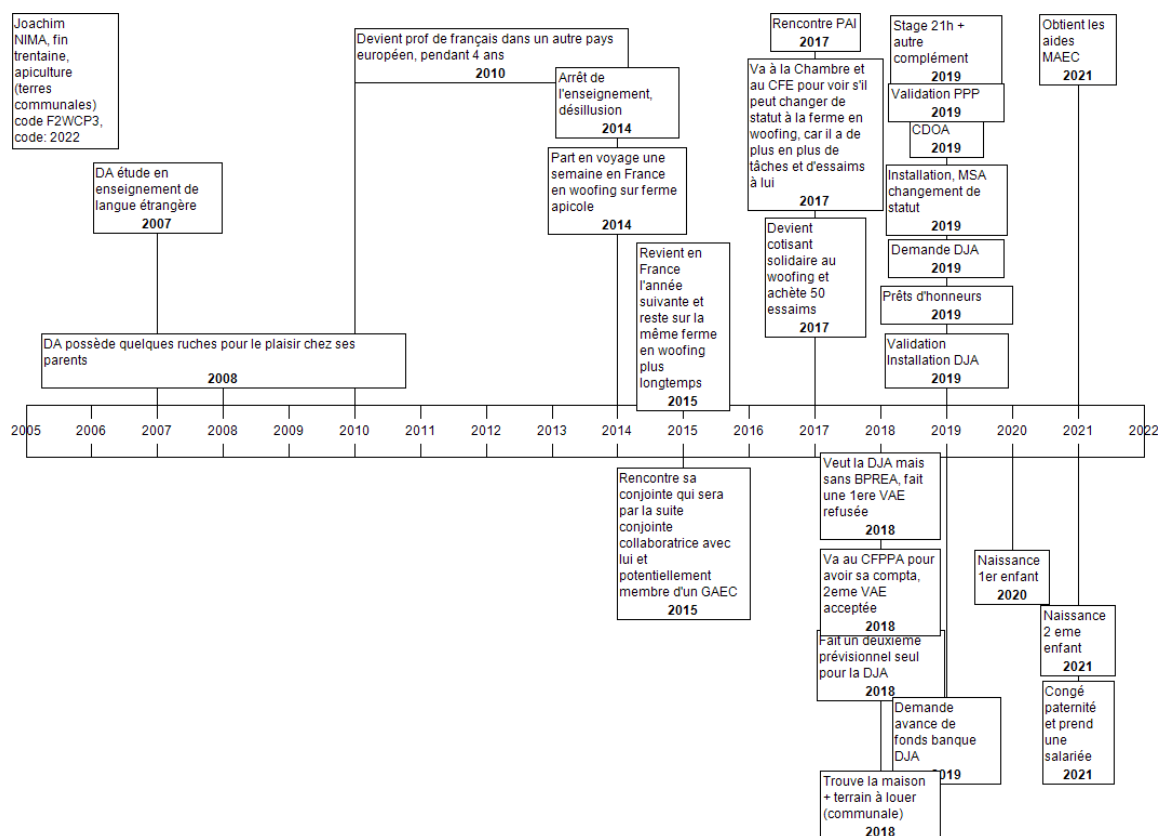 Joachim
NIMA, fin
trentaine,
apiculture
(terres
communales)
code F2WCP3,
code: 2022
DA étude en
enseignement de
langue étrangère
2007
DA possède quelques ruches pour le plaisir chez ses
parents
2008
Devient prof de français dans un autre pays
européen, pendant 4 ans
2010
Arrêt de
l'enseignement,
désillusion
2014
Part en voyage une
semaine en France
en woofing sur ferme
apicole
2014
Revient en
France
l'année
suivante et
reste sur la
même ferme
en woofing
plus
longtemps
2015
Rencontre PAI
2017
Va à la Chambre et
au CFE pour voir s'il
peut changer de
statut à la ferme en
woofing, car il a de
plus en plus de
tâches et d'essaims
à lui
2017
Devient
cotisant
solidaire au
woofing et
achète 50
essaims
2017
Stage 21h +
autre
complément
2019
Validation PPP
2019
CDOA
2019
Installation, MSA
changement de
statut
2019
Demande DJA
2019
Prêts d'honneurs
2019
Validation
Installation DJA
2019
Obtient les
aides
MAEC
2021
2005 2006 2007 2008 2009 2010 2011 2012 2013 2014 2015 2016 2017 2018 2019 2020 2021 2022
Rencontre sa
conjointe qui sera
par la suite
conjointe
collaboratrice avec
lui et
potentiellement
membre d'un GAEC
2015
Veut la DJA mais
sans BPREA, fait
une 1ere VAE
refusée
2018
Va au CFPPA pour
avoir sa compta,
2eme VAE
acceptée
2018
Fait un deuxième
prévisionnel seul
pour la DJA
2018
Demande
avance de
fonds banque
DJA
2019
Trouve la maison
+ terrain à louer
(communale)
2018
Naissance
1er enfant
2020
Naissance
2 eme
enfant
2021
Congé
paternité
et prend
une
salariée
2021